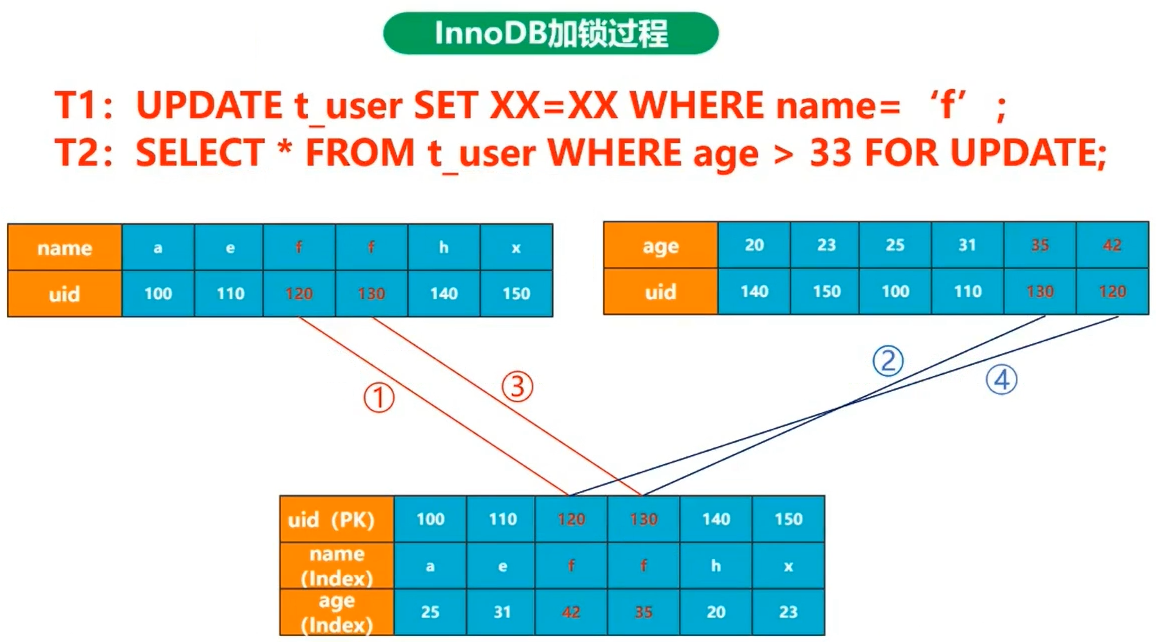 InnoDB加锁过程
T1：UPDATE t_user SET XX=XX WHERE name=‘f’；
T2：SELECT * FROM t_user WHERE age > 33 FOR UPDATE;
name a e f f h x
uid 100 110 120 130 140 150
age 20 23 25 31 35 42
uid 140 150 100 110 130 120
① ③ ② ④
uid（PK） 100 110 120 130 140 150
name (Index) a e f f h x
age (Index) 25 31 42 35 20 23